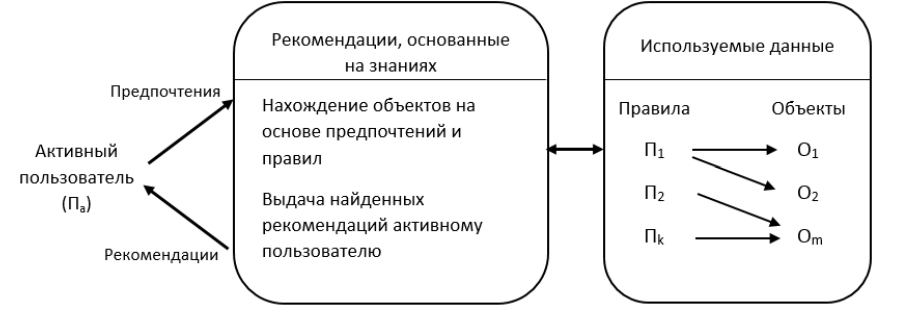 Предпочтения
Активный
пользователь
(Пₐ)
Рекомендации
Рекомендации, основанные
на знаниях
Нахождение объектов на
основе предпочтений и
правил
Выдача найденных
рекомендаций активному
пользователю
Используемые данные
Правила Объекты
П₁ О₁
П₂ О₂
Пₖ Оₘ